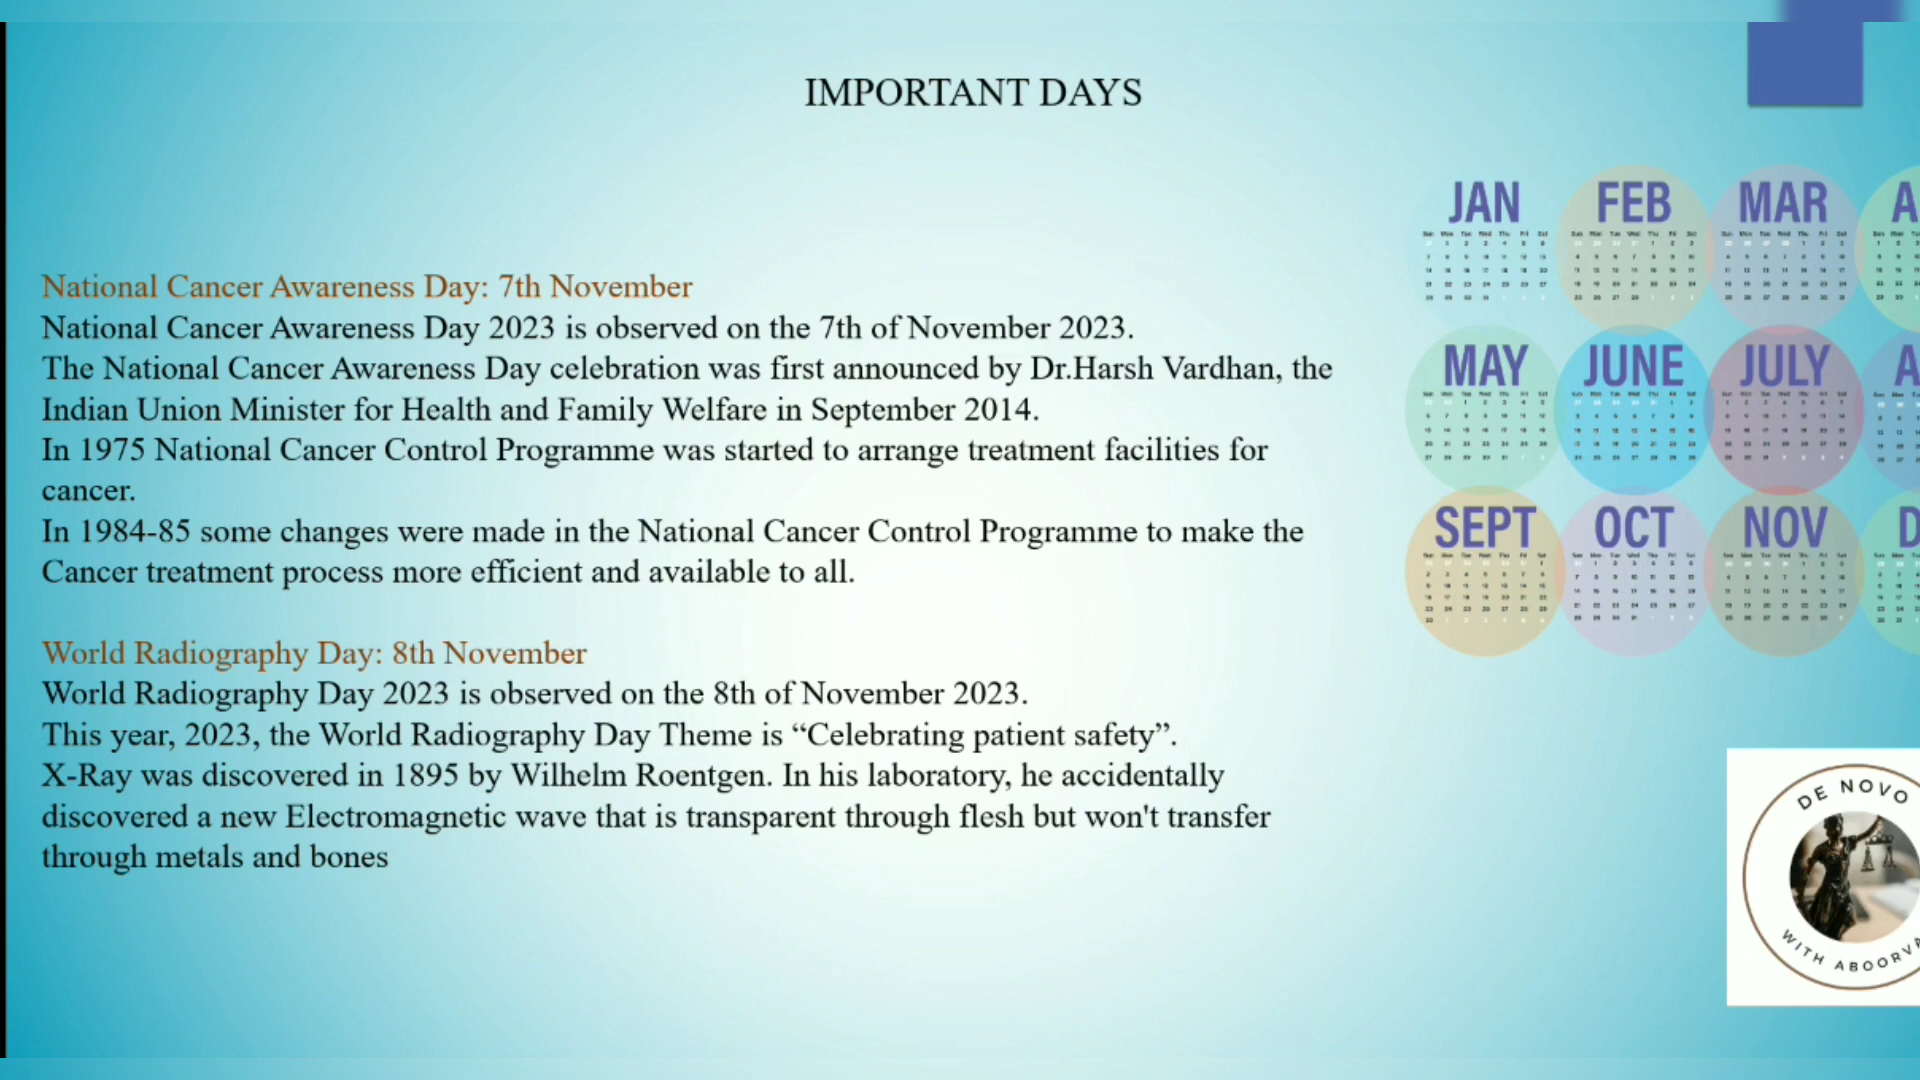 IMPORTANT DAYS
National Cancer Awareness Day: 7th November
National Cancer Awareness Day 2023 is observed on the 7th of November 2023.
The National Cancer Awareness Day celebration was first announced by Dr.Harsh Vardhan, the
Indian Union Minister for Health and Family Welfare in September 2014.
In 1975 National Cancer Control Programme was started to arrange treatment facilities for
cancer.
In 1984-85 some changes were made in the National Cancer Control Programme to make the
Cancer treatment process more efficient and available to all.
World Radiography Day: 8th November
World Radiography Day 2023 is observed on the 8th of November 2023.
This year, 2023, the World Radiography Day Theme is “Celebrating patient safety”.
X-Ray was discovered in 1895 by Wilhelm Roentgen. In his laboratory, he accidentally
discovered a new Electromagnetic wave that is transparent through flesh but won't transfer
through metals and bones
JAN FEB MAR A
MAY JUNE JULY A
SEPT OCT NOV D
DE NOVO
WITH ABOORVA